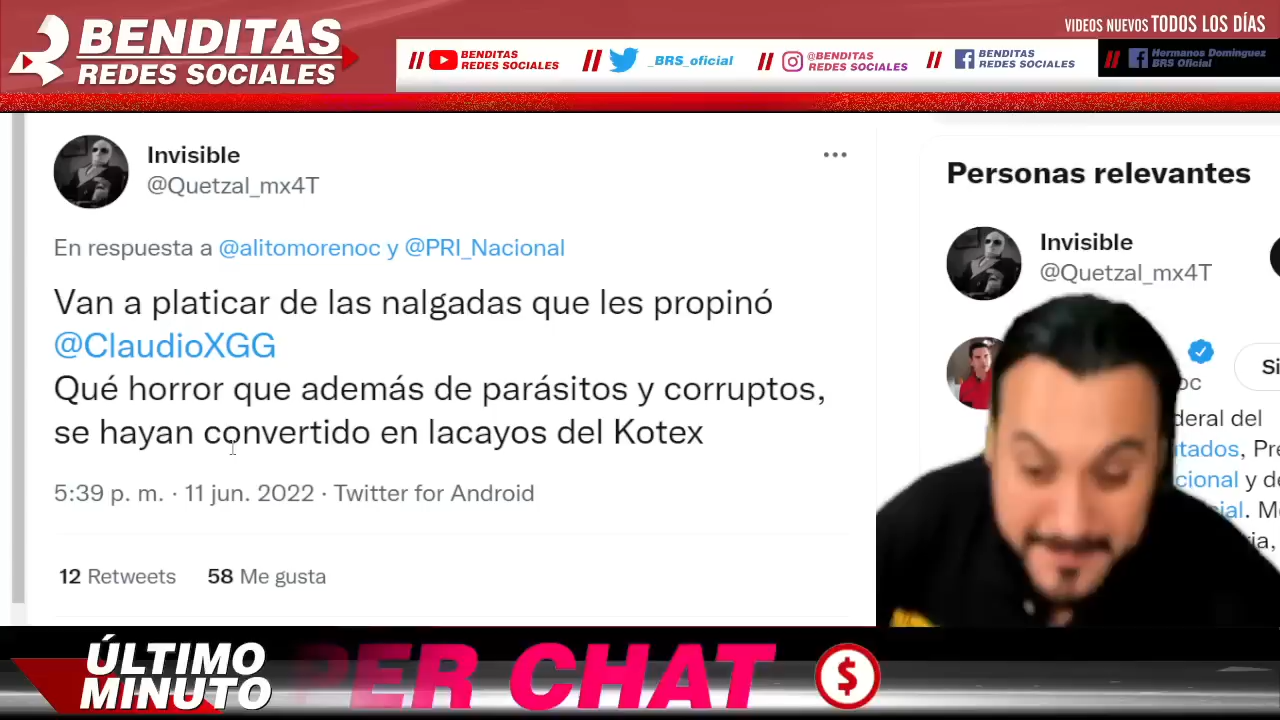 BENDITAS
REDES SOCIALES
VIDEOS NUEVOS TODOS LOS DÍAS
// BENDITAS REDES SOCIALES
// _BRS_oficial
// @BENDITAS REDES SOCIALES
// BENDITAS REDES SOCIALES
// Hermanos Dominguez BRS Oficial
Invisible
@Quetzal_mx4T
En respuesta a @alitomorenoc y @PRI_Nacional
Van a platicar de las nalgadas que les propinó
@ClaudioXGG
Qué horror que además de parásitos y corruptos,
se hayan convertido en lacayos del Kotex
5:39 p. m. · 11 jun. 2022 · Twitter for Android
12 Retweets 58 Me gusta
Personas relevantes
Invisible
@Quetzal_mx4T
ÚLTIMO
MINUTO
PER CHAT
$